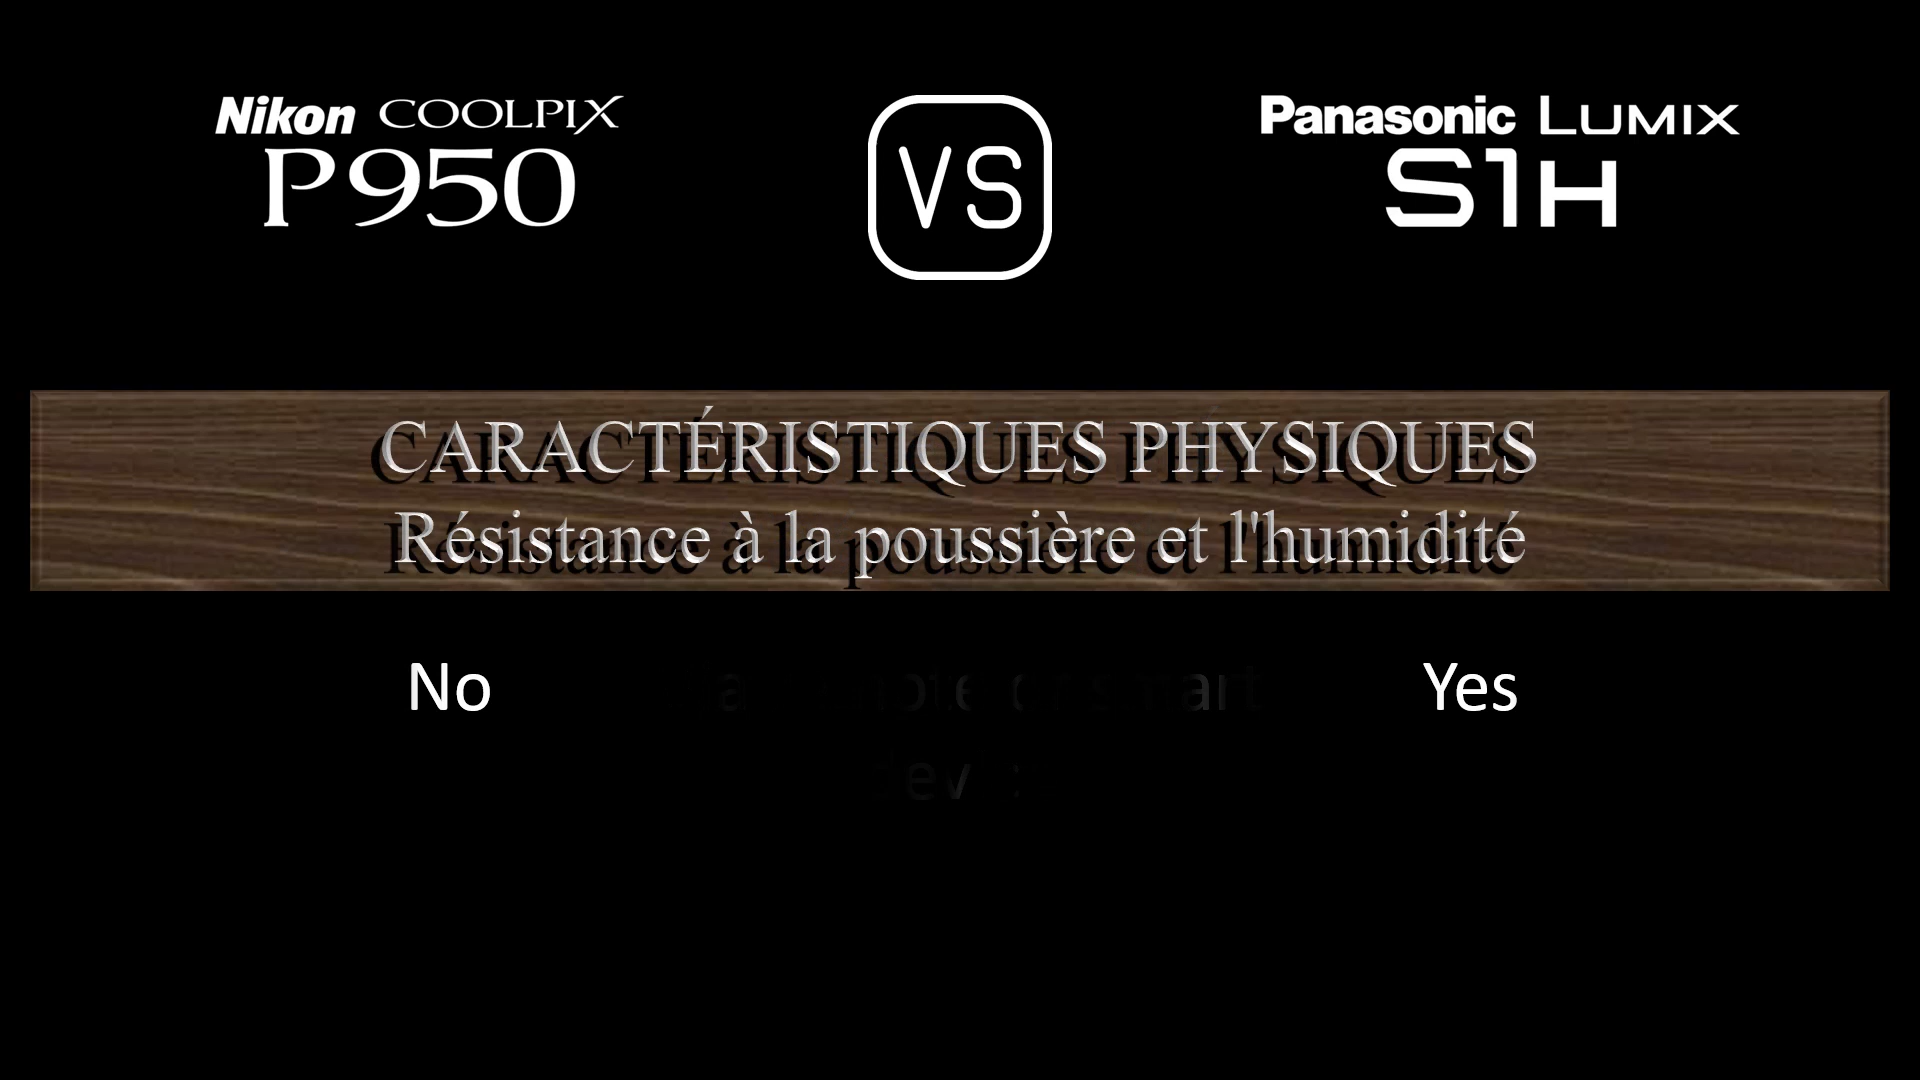 Nikon COOLPIX
P950
VS
Panasonic LUMIX
S1H
CARACTÉRISTIQUES PHYSIQUES
Résistance à la poussière et l'humidité
No
Yes